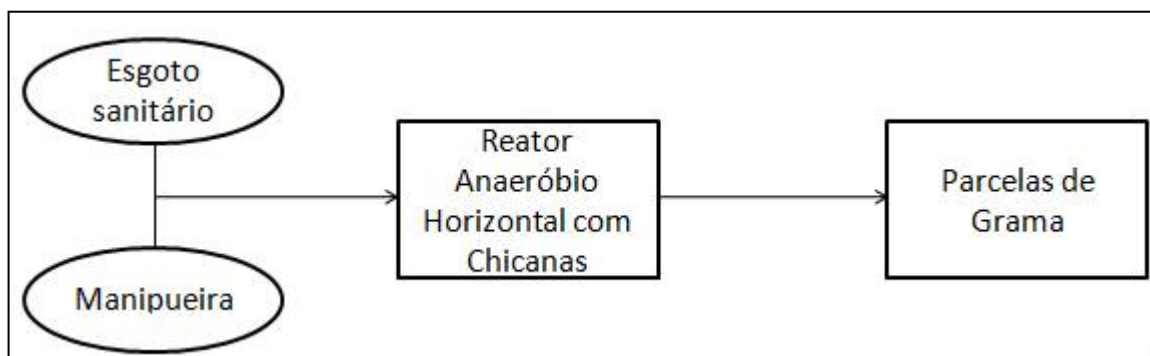 Esgoto
sanitário
Manipueira
Reator
Anaeróbio
Horizontal com
Chicanas
Parcelas de
Grama